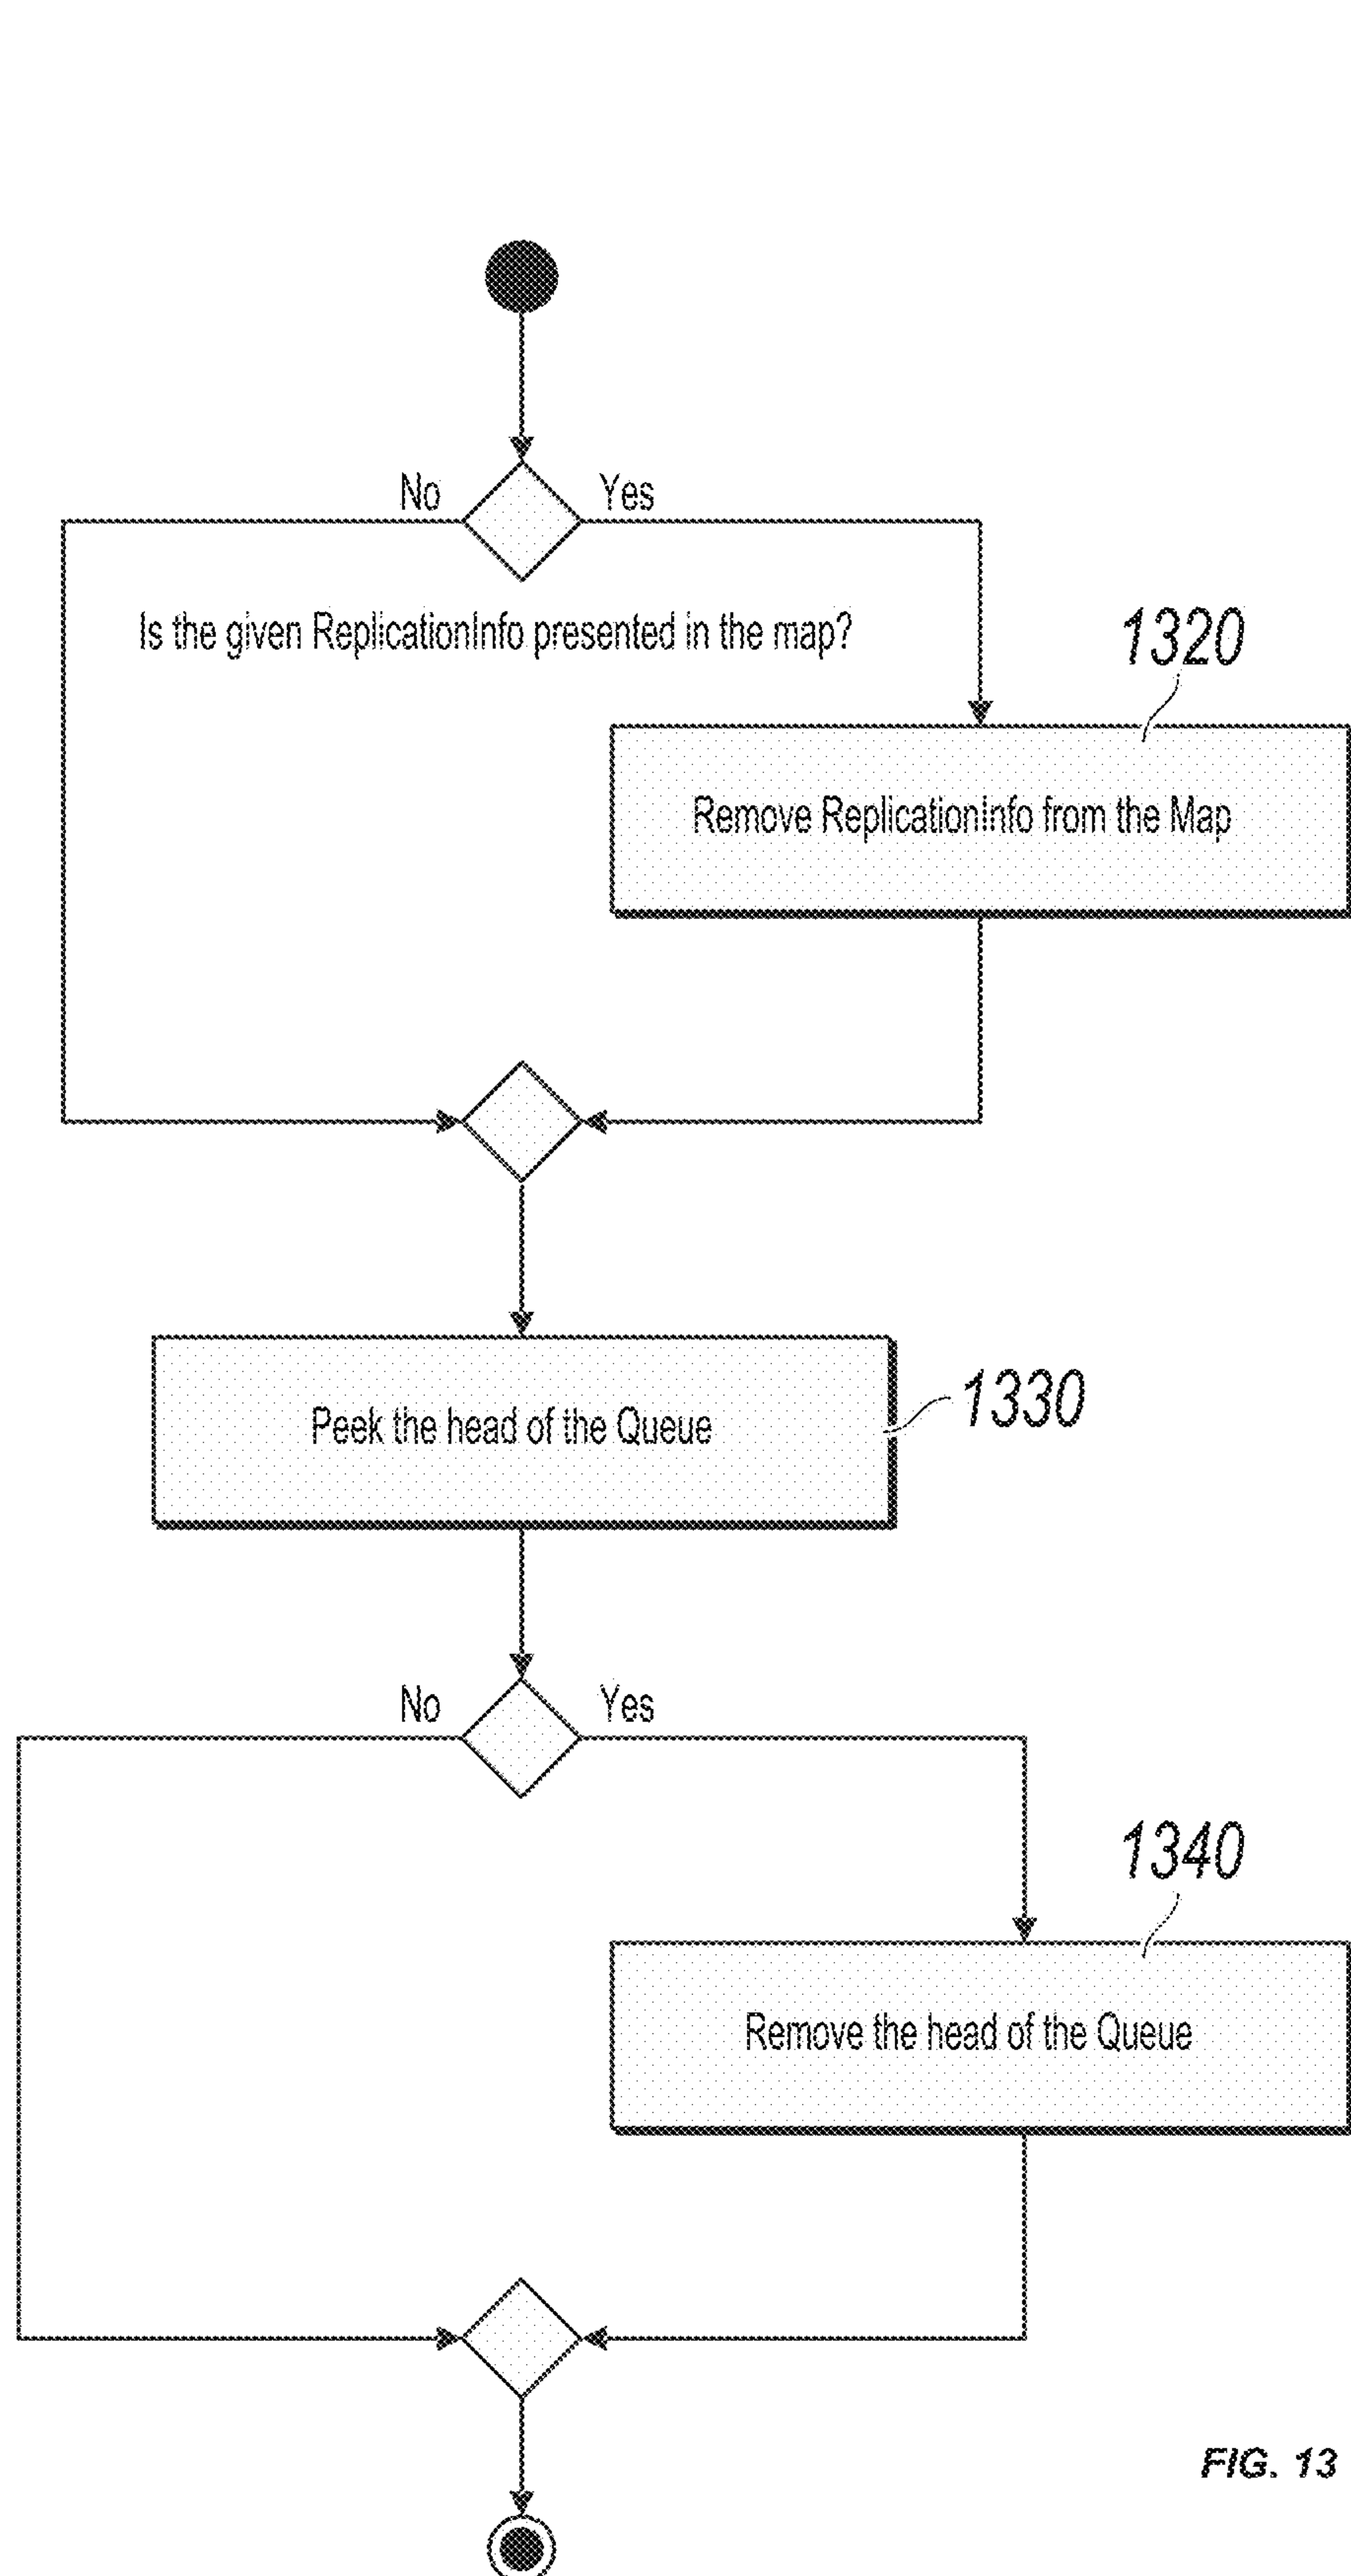 No
Yes
Is the given ReplicationInfo presented in the map?
1320
Remove ReplicationInfo from the Map
Peek the head of the Queue
1330
No
Yes
1340
Remove the head of the Queue
FIG. 13